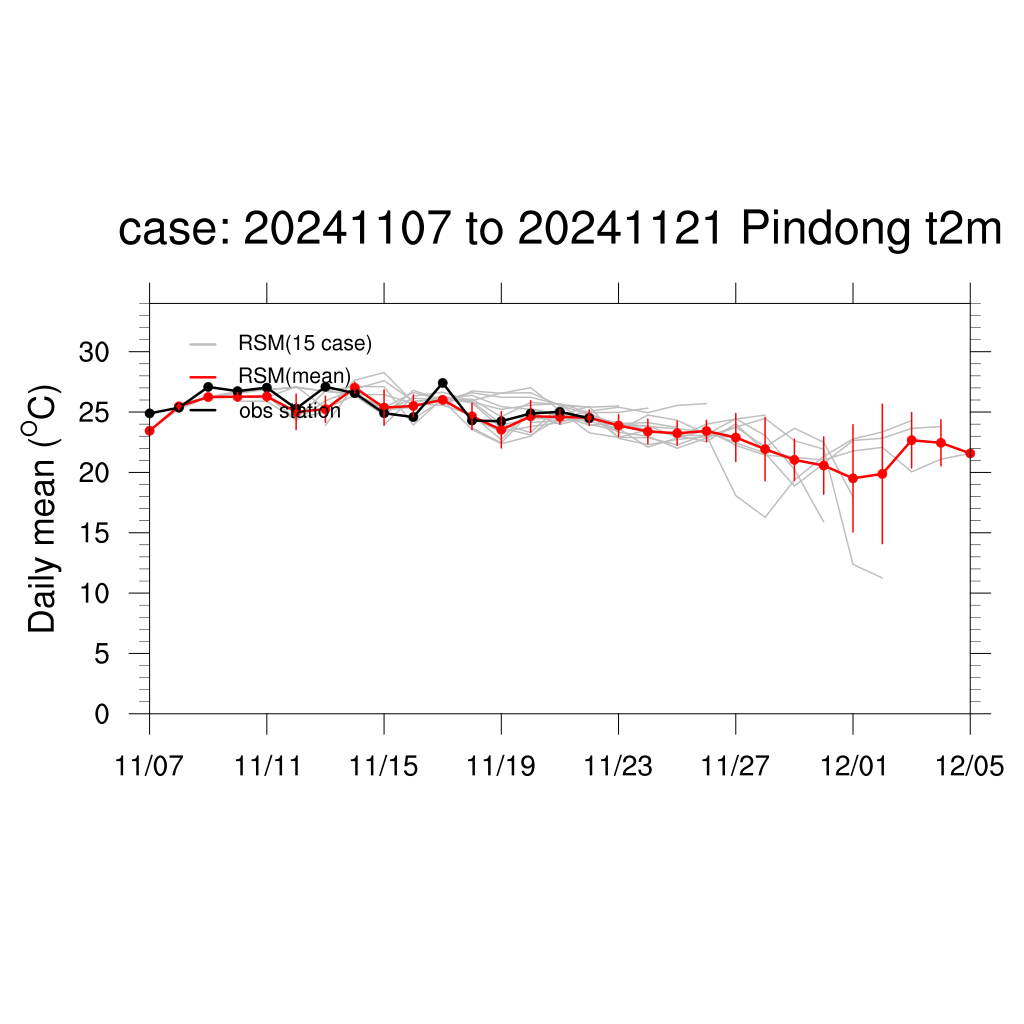 case: 20241107 to 20241121 Pindong t2m
RSM(15 case)
RSM(mean)
obs station
Daily mean (°C)
30
25
20
15
10
5
0
11/07 11/11 11/15 11/19 11/23 11/27 12/01 12/05